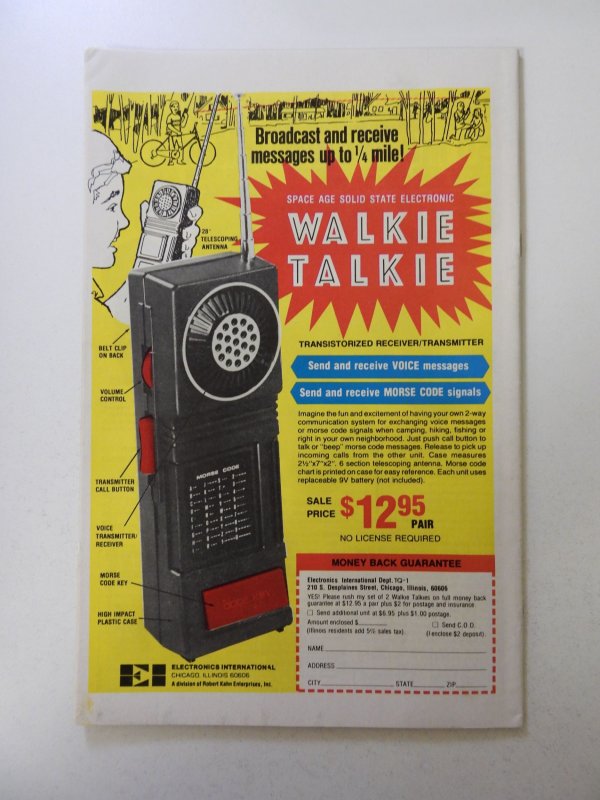 Broadcast and receive
messages up to ¼ mile!
SPACE AGE SOLID STATE ELECTRONIC
WALKIE
TALKIE
28"
TELESCOPING
ANTENNA
TRANSISTORIZED RECEIVER/TRANSMITTER
Send and receive VOICE messages
Send and receive MORSE CODE signals
BELT CLIP
ON BACK
VOLUME
CONTROL
TRANSMITTER
CALL BUTTON
VOICE
TRANSMITTER/
RECEIVER
MORSE
CODE KEY
HIGH IMPACT
PLASTIC CASE
MORSE CODE
Imagine the fun and excitement of having your own 2-way
communication system for exchanging voice messages
or morse code signals when camping, hiking, fishing or
right in your own neighborhood. Just push call button to
talk or "beep" morse code messages. Release to pick up
incoming calls from the other unit. Case measures
2½"x7"x2". 6 section telescoping antenna. Morse code
chart is printed on case for easy reference. Each unit uses
replaceable 9V battery (not included).
SALE
PRICE $12.95
PAIR
NO LICENSE REQUIRED
MONEY BACK GUARANTEE
Electronics International Dept. TQ-1
210 S. Desplaines Street, Chicago, Illinois, 60606
YES! Please rush my set of 2 Walkie Talkies on full money back
guarantee at $12.95 a pair plus $2 for postage and insurance
☐ Send additional unit at $6.95 plus $1.00 postage.
Amount enclosed $ ☐ Send C.O.D.
(Illinois residents add 5% sales tax). (I enclose $2 deposit).
NAME
ADDRESS
CITY STATE ZIP
ELECTRONICS INTERNATIONAL
CHICAGO, ILLINOIS 60606
A division of Robert Kahn Enterprises, Inc.